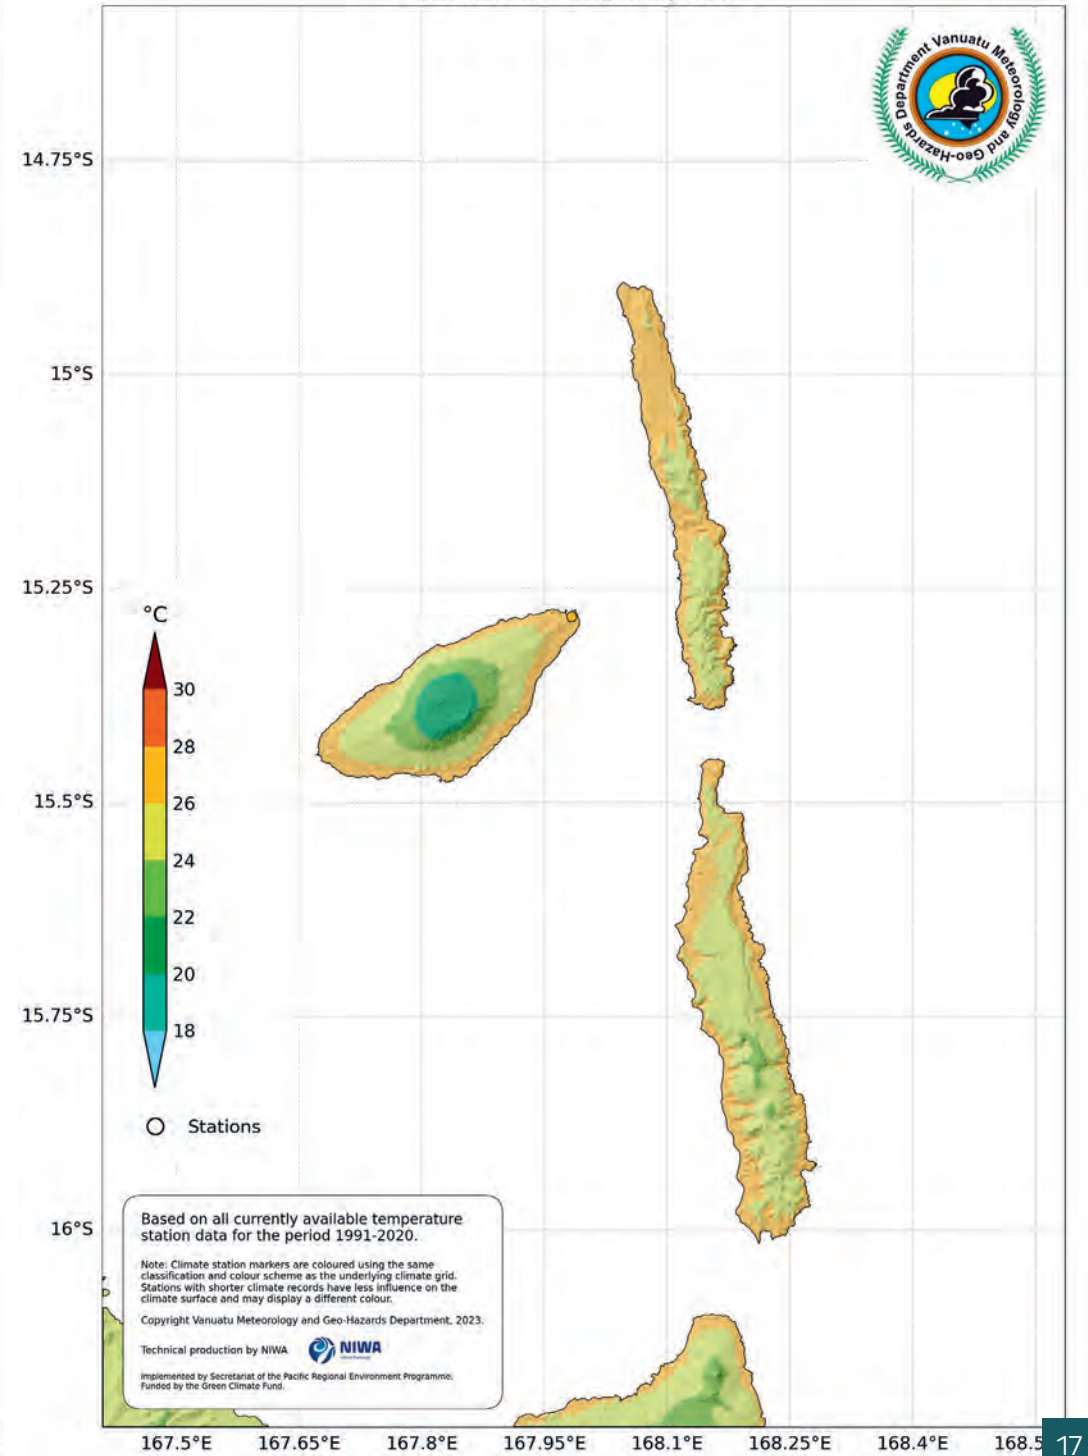 Vanuatu Meteorology and Geo-Hazards Department
14.75°S
15°S
15.25°S
15.5°S
15.75°S
16°S
°C
30
28
26
24
22
20
18
Stations
Based on all currently available temperature
station data for the period 1991-2020.
Note: Climate station markers are coloured using the same
classification and colour scheme as the underlying climate grid.
Stations with shorter climate records have less influence on the
climate surface and may display a different colour.
Copyright Vanuatu Meteorology and Geo-Hazards Department, 2023.
Technical production by NIWA
NIWA
Implemented by Secretariat of the Pacific Regional Environment Programme.
Funded by the Green Climate Fund.
167.5°E
167.65°E
167.8°E
167.95°E
168.1°E
168.25°E
168.4°E
168.5
17